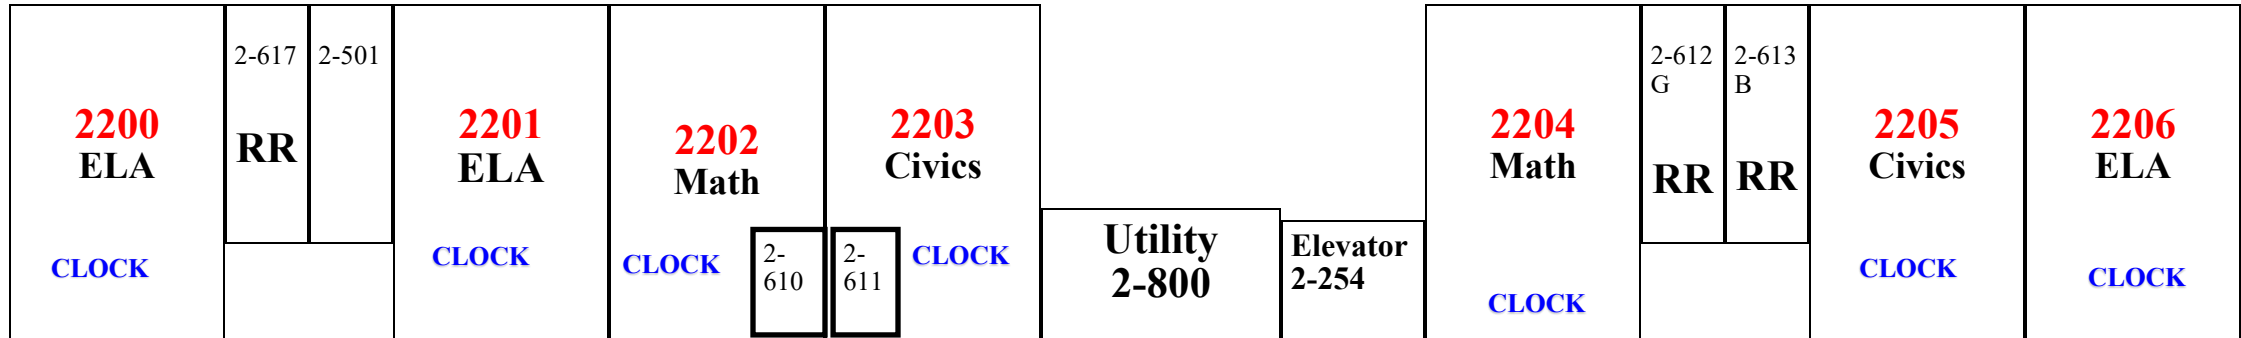 2200
ELA
CLOCK
2-617
RR
2-501
2201
ELA
CLOCK
2202
Math
CLOCK
2-
610
2203
Civics
2-
611
CLOCK
Utility
2-800
Elevator
2-254
2204
Math
CLOCK
2-612
G
RR
2-613
B
RR
2205
Civics
CLOCK
2206
ELA
CLOCK